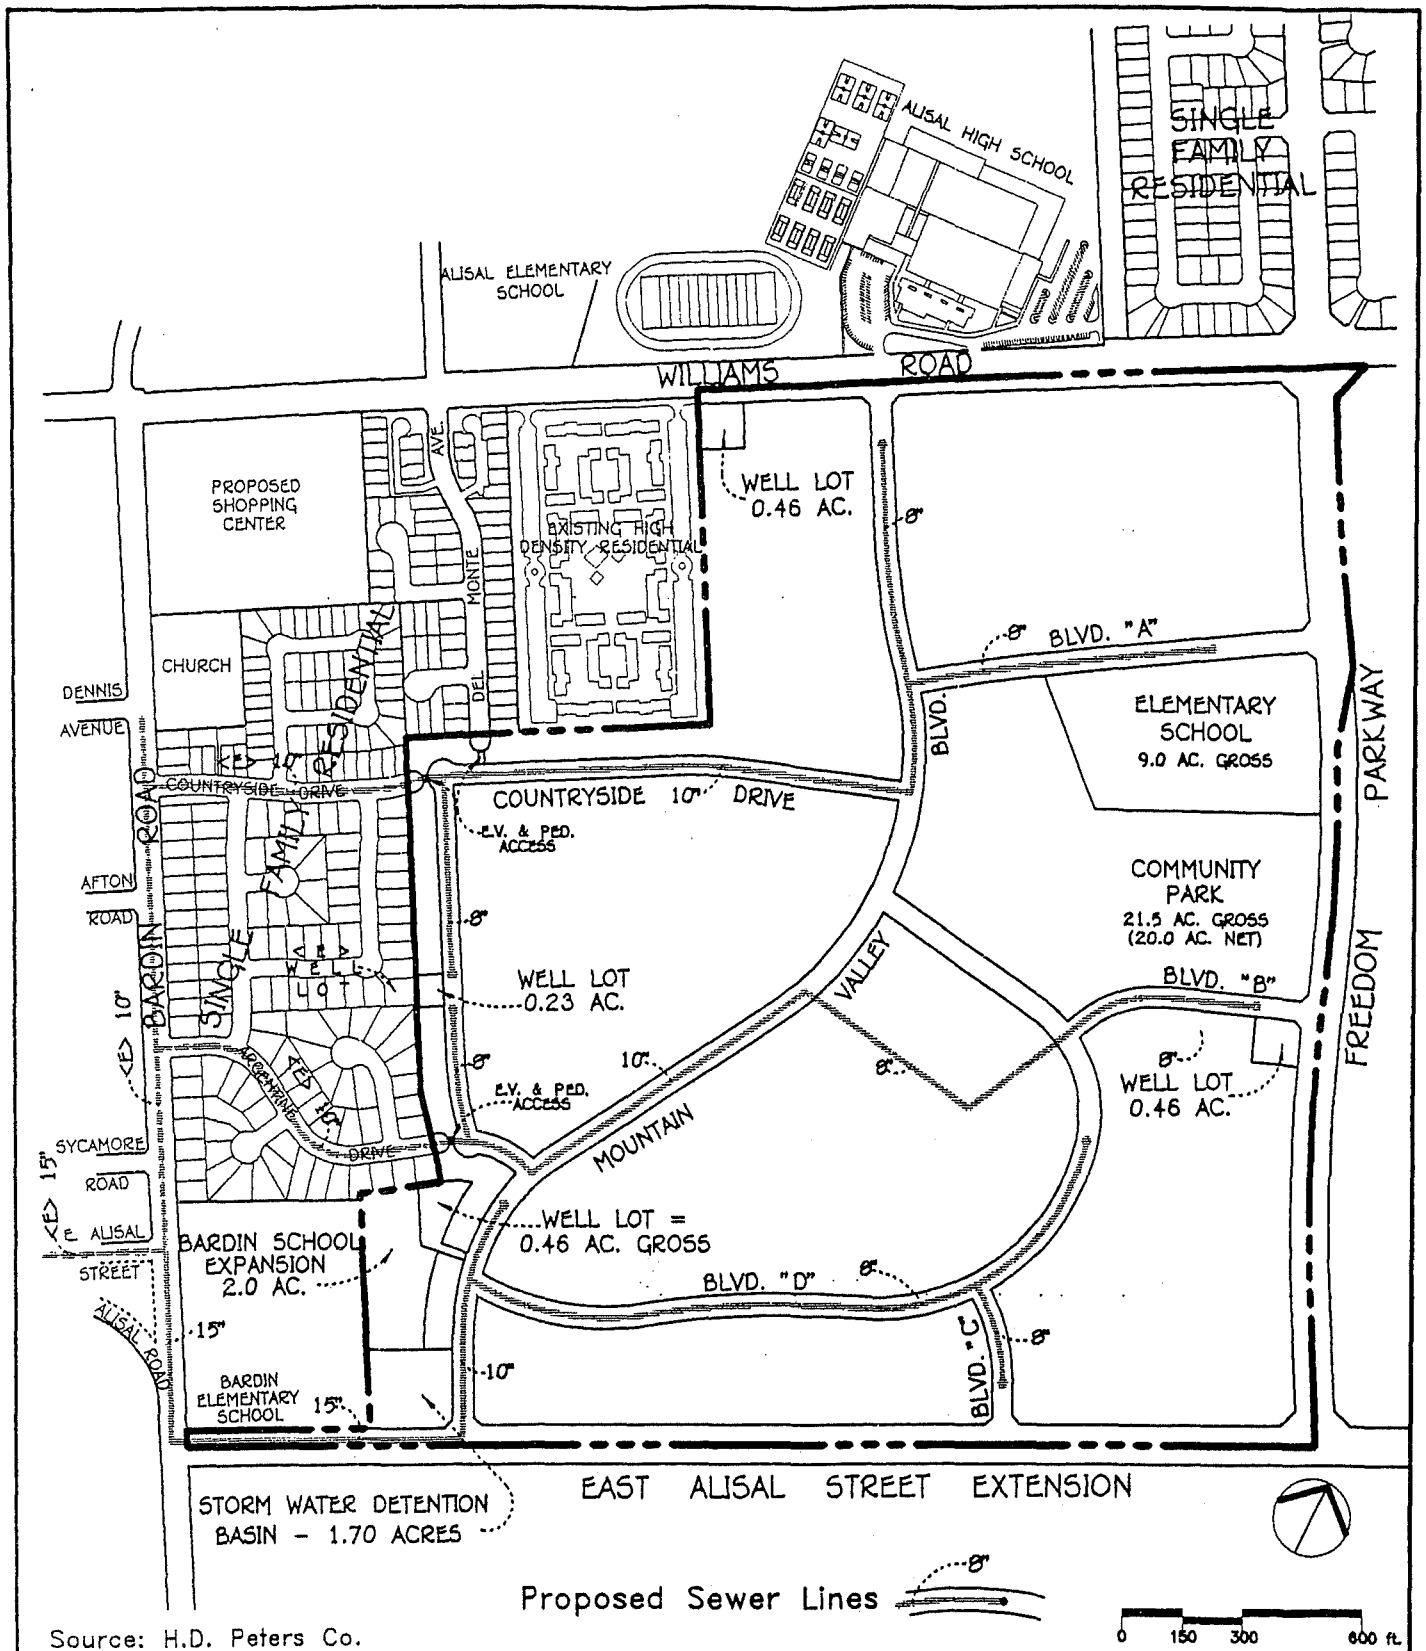 ALISAL HIGH SCHOOL
SINGLE
FAMILY
RESIDENTIAL
ALISAL ELEMENTARY
SCHOOL
WILLIAMS ROAD
PROPOSED
SHOPPING
CENTER
AVE.
MONTE
DEL
EXISTING HIGH
DENSITY RESIDENTIAL
WELL LOT
0.46 AC.
8"
8"
BLVD. "A"
CHURCH
SINGLE FAMILY RESIDENTIAL
DENNIS
AVENUE
BLVD.
ELEMENTARY
SCHOOL
9.0 AC. GROSS
FREEDOM PARKWAY
<E> 10"
COUNTRYSIDE DRIVE
COUNTRYSIDE 10" DRIVE
E.V. & PED.
ACCESS
BARDIN ROAD
AFTON
ROAD
8"
COMMUNITY
PARK
21.5 AC. GROSS
(20.0 AC. NET)
<E>
WELL
LOT
WELL LOT
0.23 AC.
VALLEY
BLVD. "B"
<E> 10"
ARGENTINE
<E> 10"
DRIVE
8"
10"
8"
8"
WELL LOT
0.46 AC.
E.V. & PED.
ACCESS
MOUNTAIN
SYCAMORE
ROAD
<E> 15"
E ALISAL
STREET
BARDIN SCHOOL
EXPANSION
2.0 AC.
WELL LOT =
0.46 AC. GROSS
BLVD. "D"
8"
ALISAL ROAD
15"
BLVD. "C"
8"
10"
BARDIN
ELEMENTARY
SCHOOL
15"
EAST ALISAL STREET EXTENSION
STORM WATER DETENTION
BASIN - 1.70 ACRES
8"
Proposed Sewer Lines
Source: H.D. Peters Co.
0 150 300 600 ft.